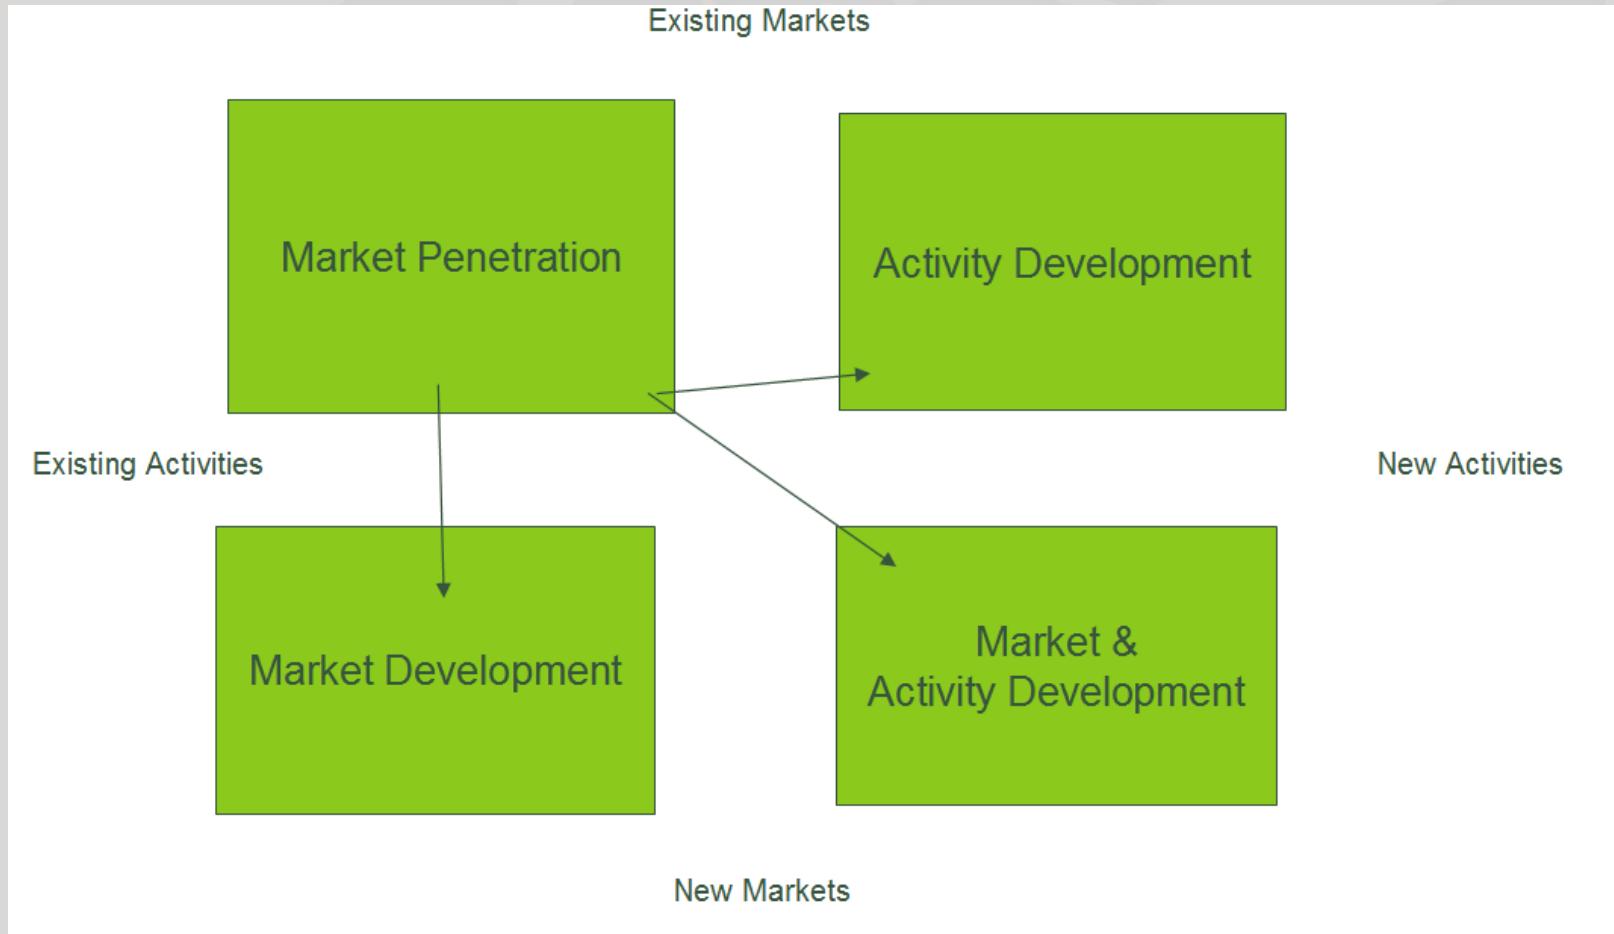 Existing Markets
Market Penetration
Activity Development
Existing Activities
New Activities
Market Development
Market &
Activity Development
New Markets